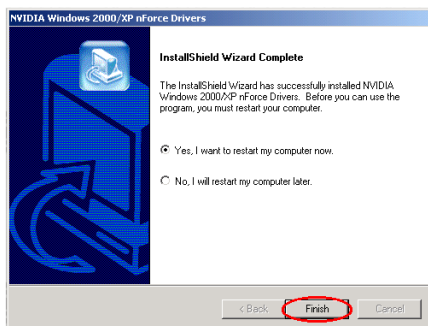 NVIDIA Windows 2000/XP nForce Drivers
InstallShield Wizard Complete
The InstallShield Wizard has successfully installed NVIDIA
Windows 2000/XP nForce Drivers. Before you can use the
program, you must restart your computer.
Yes, I want to restart my computer now.
No, I will restart my computer later.
< Back Finish Cancel